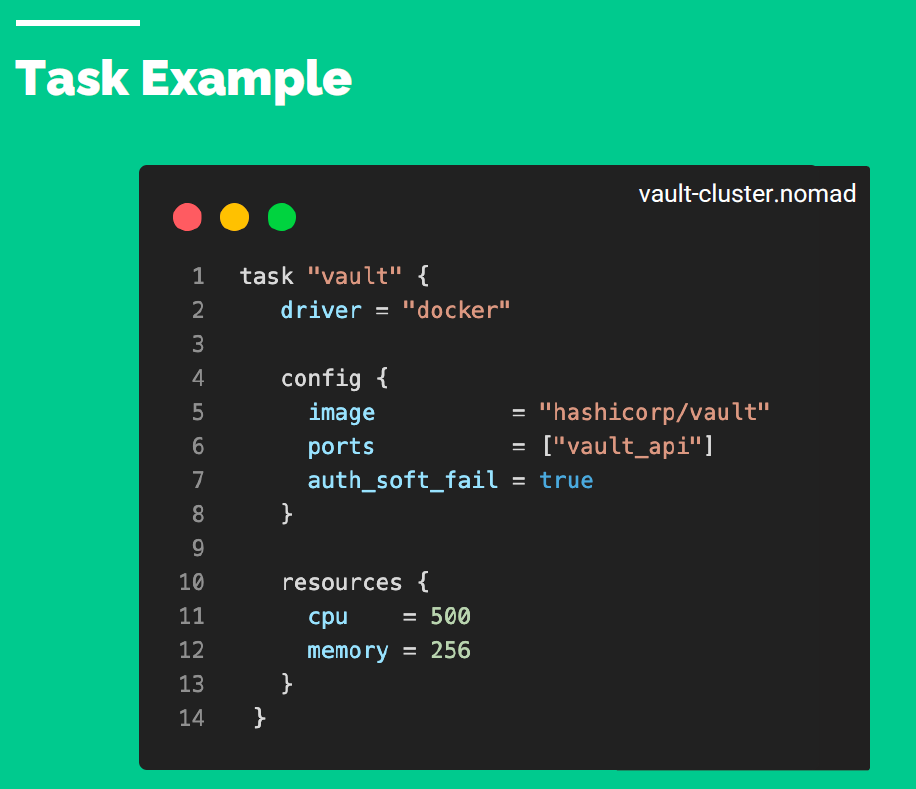 Task Example
vault-cluster.nomad
1 task "vault" {
2    driver = "docker"
3
4    config {
5      image          = "hashicorp/vault"
6      ports          = ["vault_api"]
7      auth_soft_fail = true
8    }
9
10    resources {
11      cpu    = 500
12      memory = 256
13    }
14  }